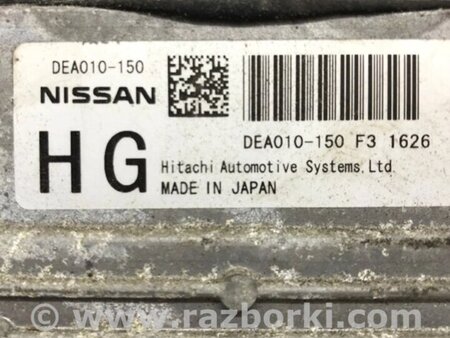 DEA010-150
NISSAN
HG
DEA010-150 F3 1626
Hitachi Automotive Systems,Ltd.
MADE IN JAPAN
www.razborki.com